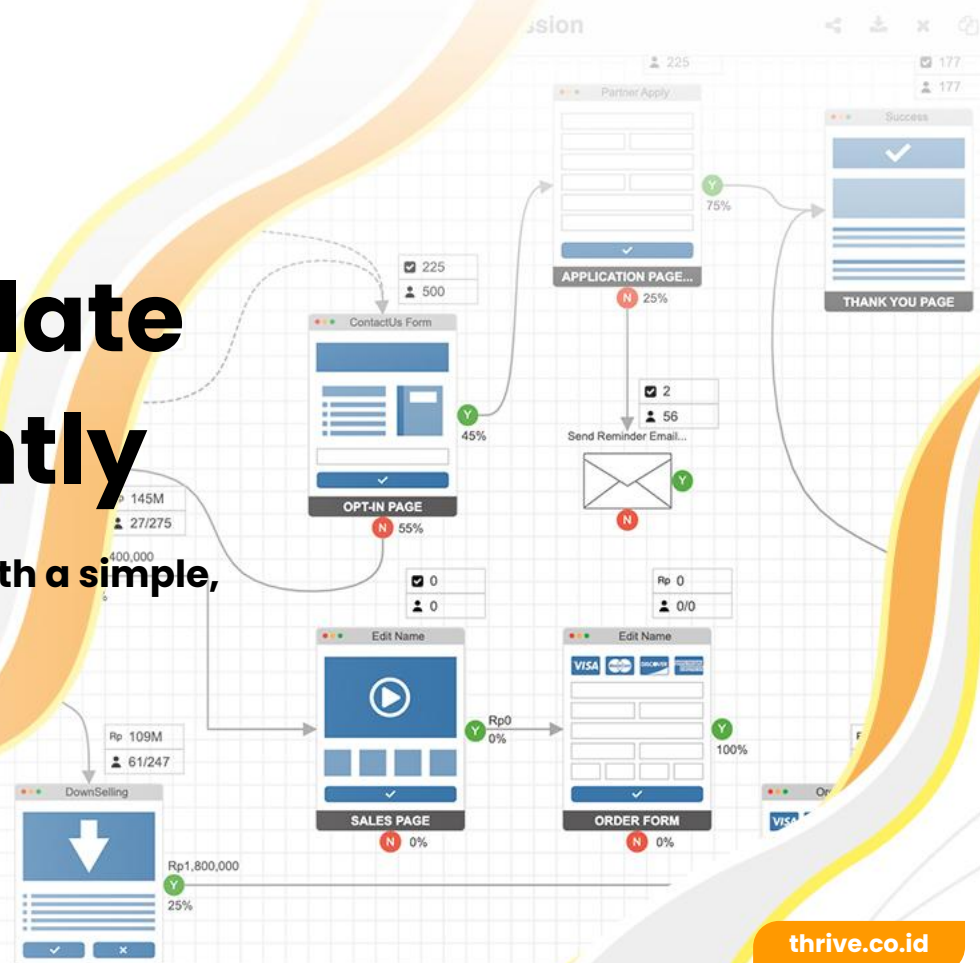 ssion
225
177
177
Partner Apply
Success
75%
225
500
APPLICATION PAGE...
25%
THANK YOU PAGE
ContactUs Form
late
2
56
Send Reminder Email...
45%
ntly
145M
27/275
OPT-IN PAGE
55%
400,000
th a simple,
0
0
Rp 0
0/0
Edit Name
Edit Name
VISA
DISCOVER
Rp0
0%
100%
Rp 109M
61/247
DownSelling
SALES PAGE
ORDER FORM
VISA
0%
0%
Rp1,800,000
25%
Y
N
Y
N
Y
N
Y
N
Y
N
Y
thrive.co.id